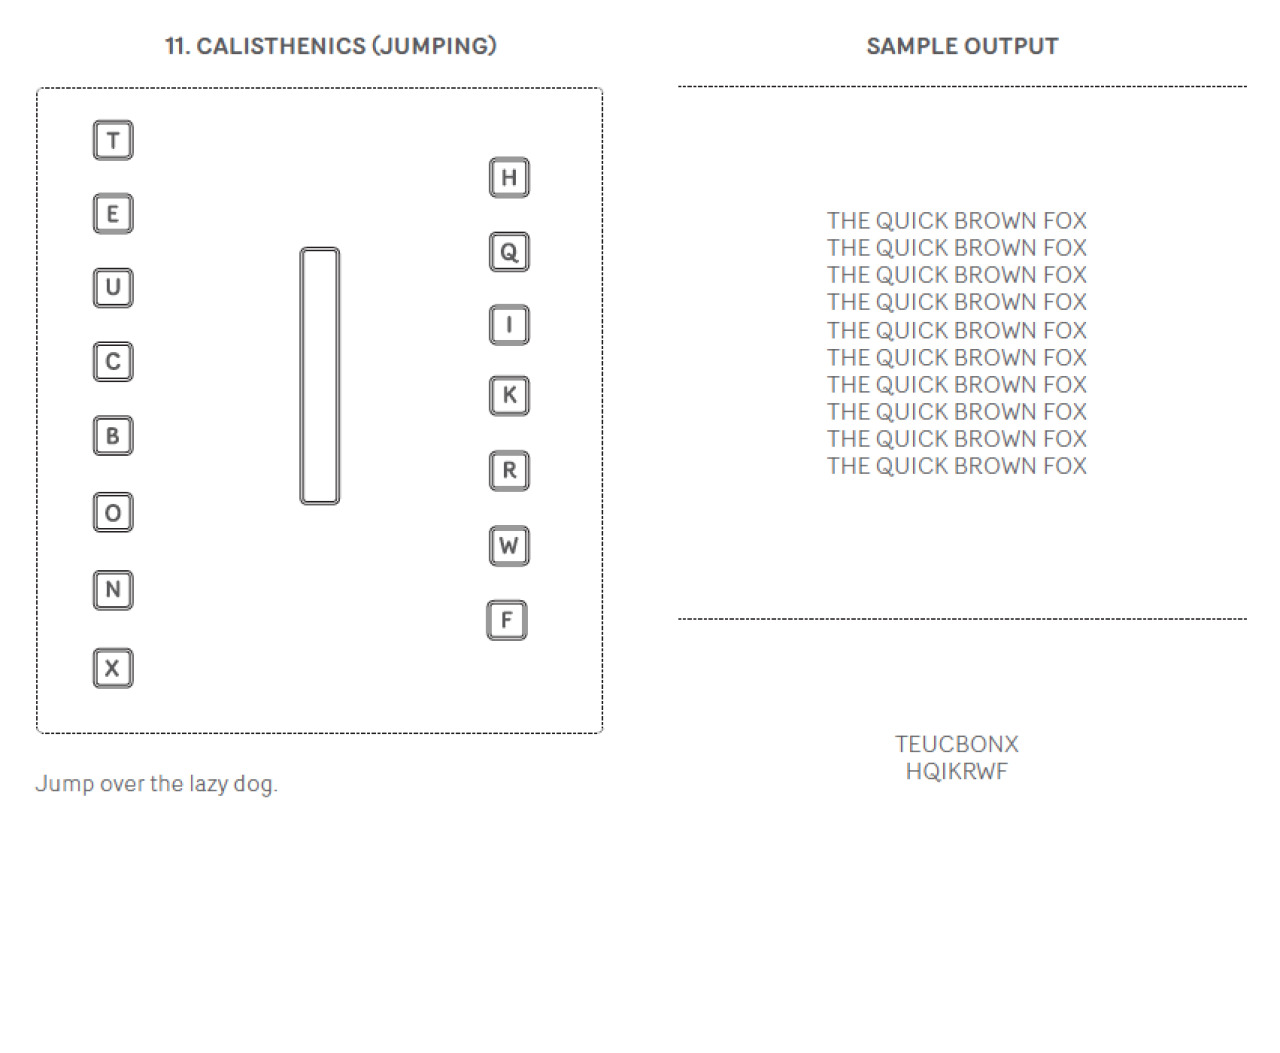 11. CALISTHENICS (JUMPING)
T
E
U
C
B
O
N
X
H
Q
I
K
R
W
F
Jump over the lazy dog.
SAMPLE OUTPUT
THE QUICK BROWN FOX
THE QUICK BROWN FOX
THE QUICK BROWN FOX
THE QUICK BROWN FOX
THE QUICK BROWN FOX
THE QUICK BROWN FOX
THE QUICK BROWN FOX
THE QUICK BROWN FOX
THE QUICK BROWN FOX
THE QUICK BROWN FOX
TEUCBONX
HQIKRWF